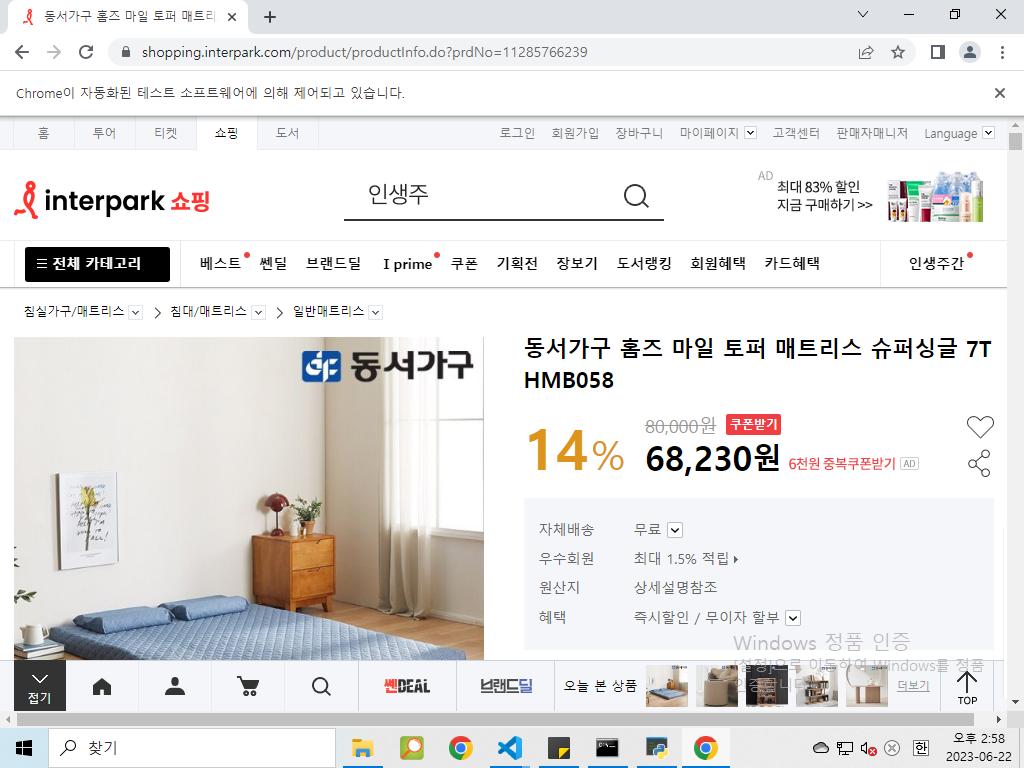 동서가구 홈즈 마일 토퍼 매트리
shopping.interpark.com/product/productInfo.do?prdNo=11285766239
Chrome이 자동화된 테스트 소프트웨어에 의해 제어되고 있습니다.
홈 투어 티켓 쇼핑 도서 로그인 회원가입 장바구니 마이페이지 고객센터 판매자매니저 Language
interpark 쇼핑
인생주
AD
최대 83% 할인
지금 구매하기 >>
전체 카테고리 베스트 쎈딜 브랜드딜 I prime 쿠폰 기획전 장보기 도서랭킹 회원혜택 카드혜택 인생주간
침실가구/매트리스 침대/매트리스 일반매트리스
동서가구
동서가구 홈즈 마일 토퍼 매트리스 슈퍼싱글 7T
HMB058
14%
80,000원 쿠폰받기
68,230원 6천원 중복쿠폰받기 AD
자체배송 무료
우수회원 최대 1.5% 적립
원산지 상세설명참조
혜택 즉시할인 / 무이자 할부
Windows 정품 인증
[설정]으로 이동하여 Windows를 정품
인증합니다.
접기
쎈DEAL
브랜드딜
오늘 본 상품
더보기
TOP
찾기
한
오후 2:58
2023-06-22